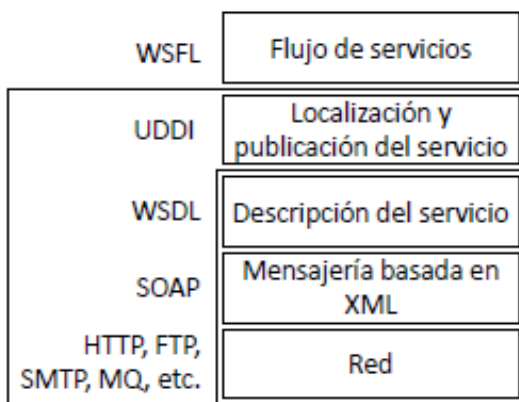 WSFL
Flujo de servicios
UDDI
Localización y
publicación del servicio
WSDL
Descripción del servicio
SOAP
Mensajería basada en
XML
HTTP, FTP,
SMTP, MQ, etc.
Red